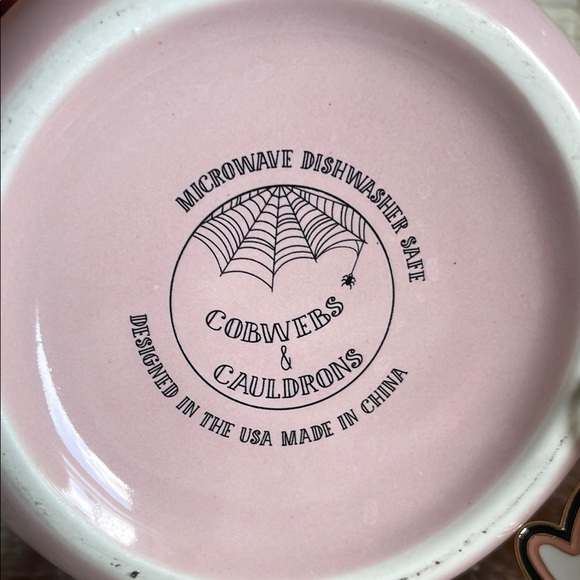 MICROWAVE DISHWASHER SAFE
COBWEBS
&
CAULDRONS
DESIGNED IN THE USA MADE IN CHINA